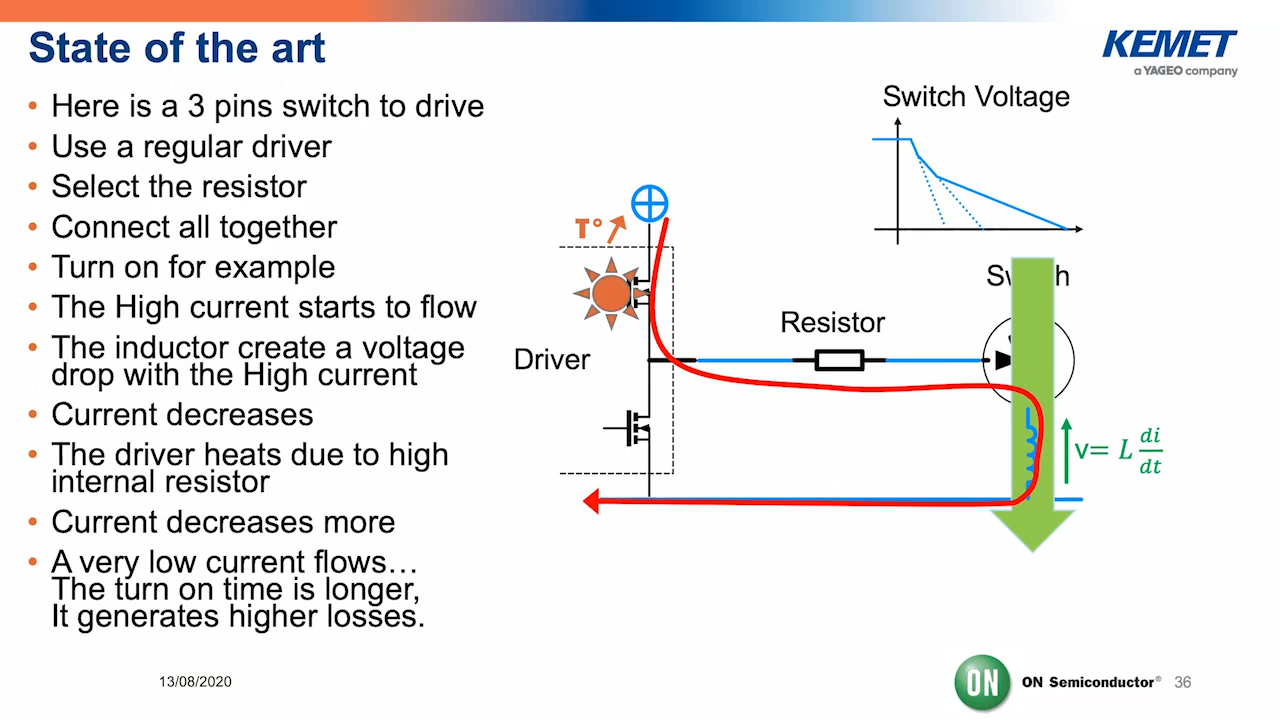 State of the art
KEMET
a YAGEO company
• Here is a 3 pins switch to drive
• Use a regular driver
• Select the resistor
• Connect all together
• Turn on for example
• The High current starts to flow
• The inductor create a voltage
drop with the High current
• Current decreases
• The driver heats due to high
internal resistor
• Current decreases more
• A very low current flows…
The turn on time is longer,
It generates higher losses.
Switch Voltage
T°
Driver
Resistor
v= L di/dt
13/08/2020
ON
ON Semiconductor®
36